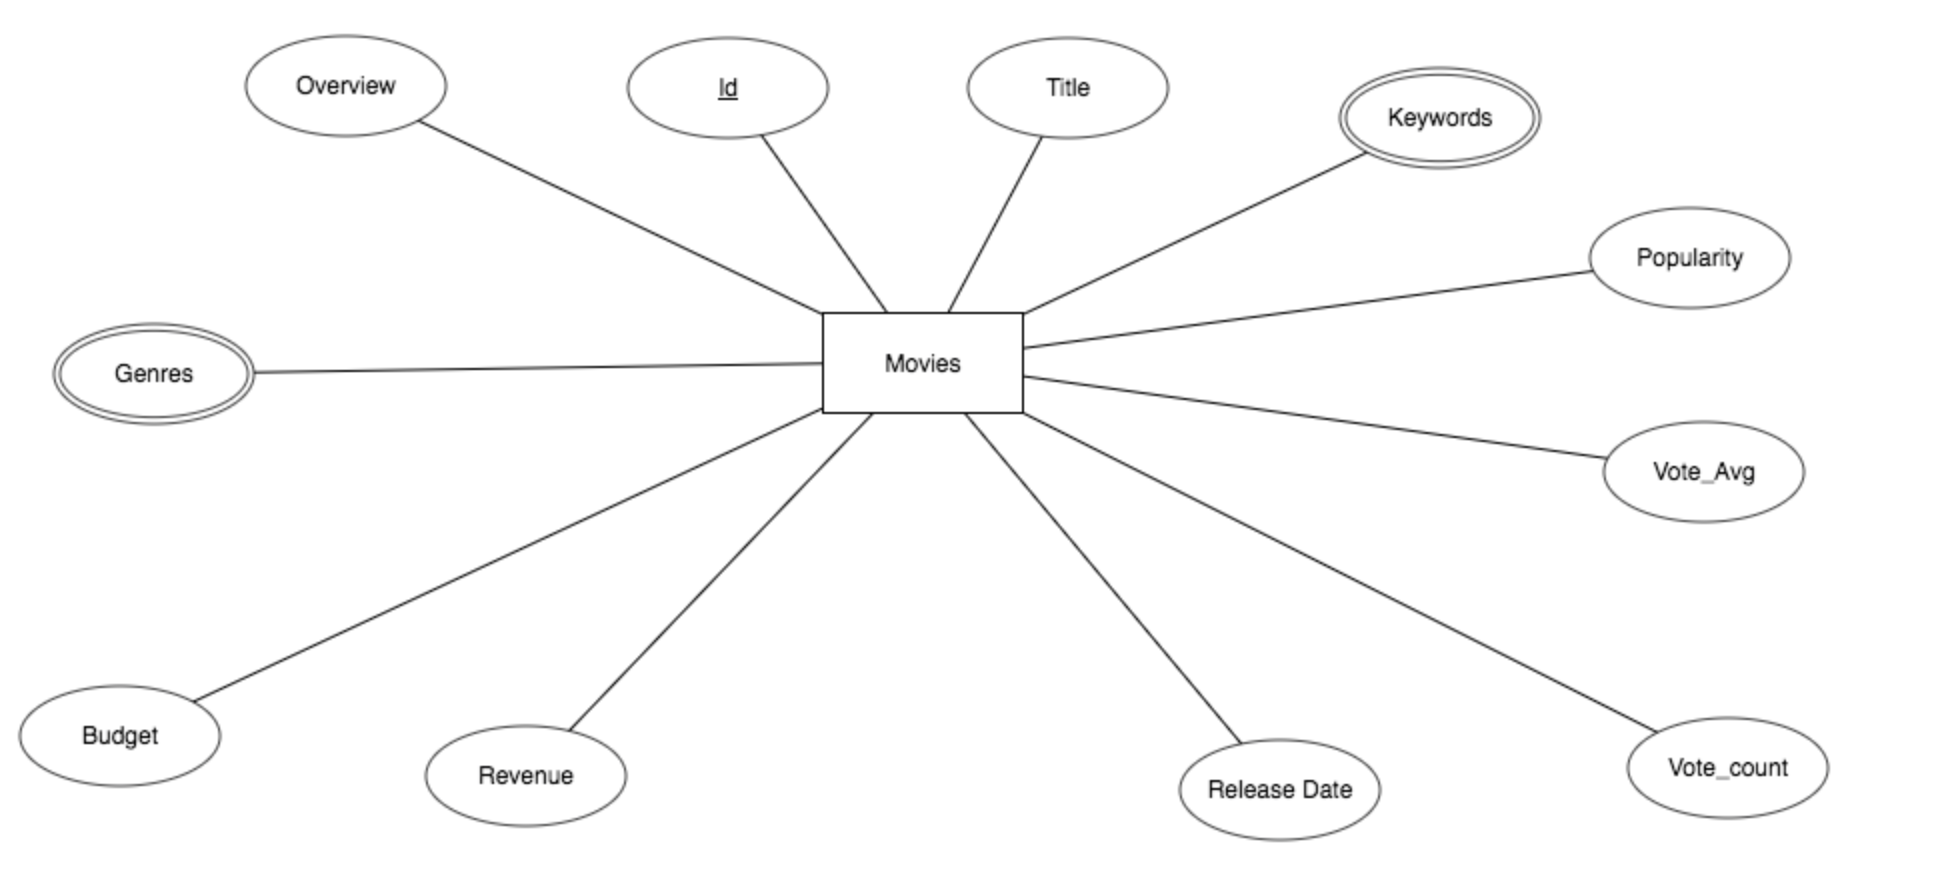 Overview
Id
Title
Keywords
Popularity
Genres
Movies
Vote_Avg
Budget
Revenue
Release Date
Vote_count